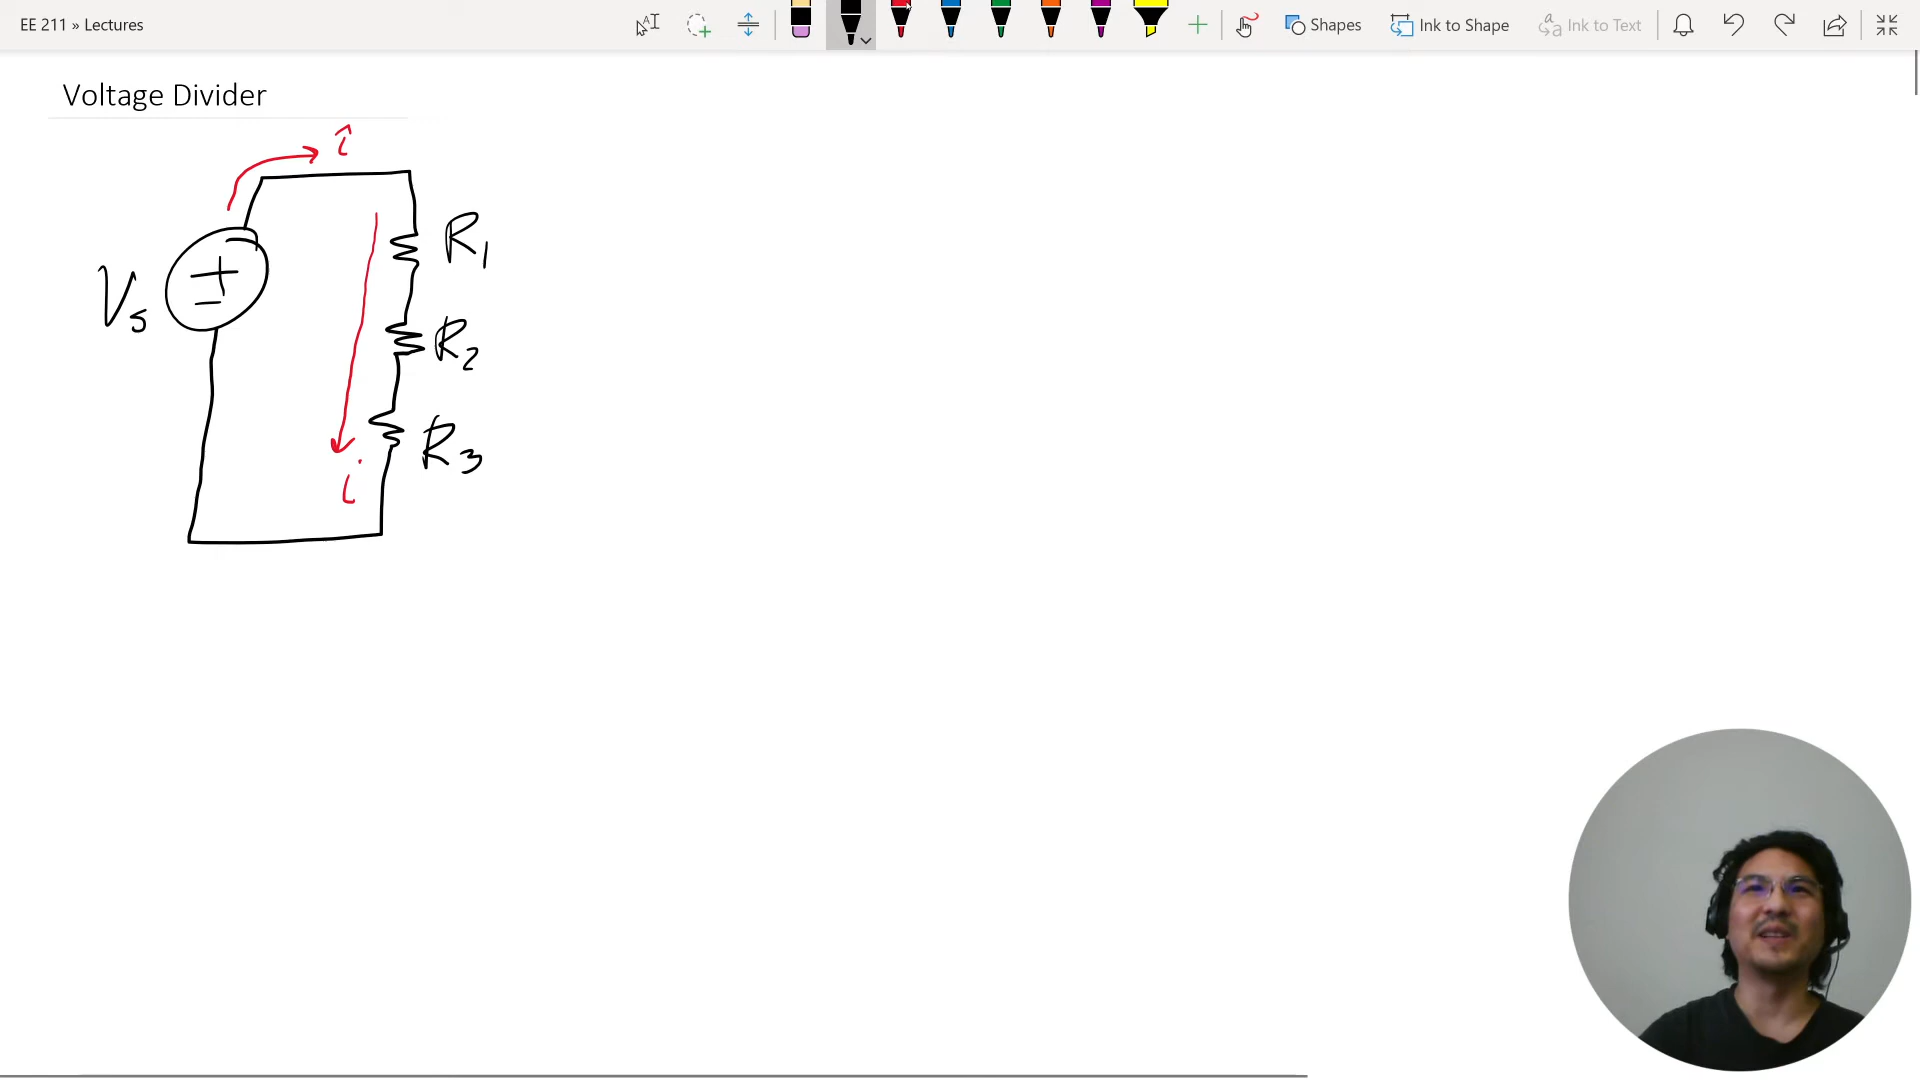 EE 211 » Lectures
Shapes
Ink to Shape
Ink to Text
Voltage Divider
i
R1
Vs
+
−
R2
R3
i